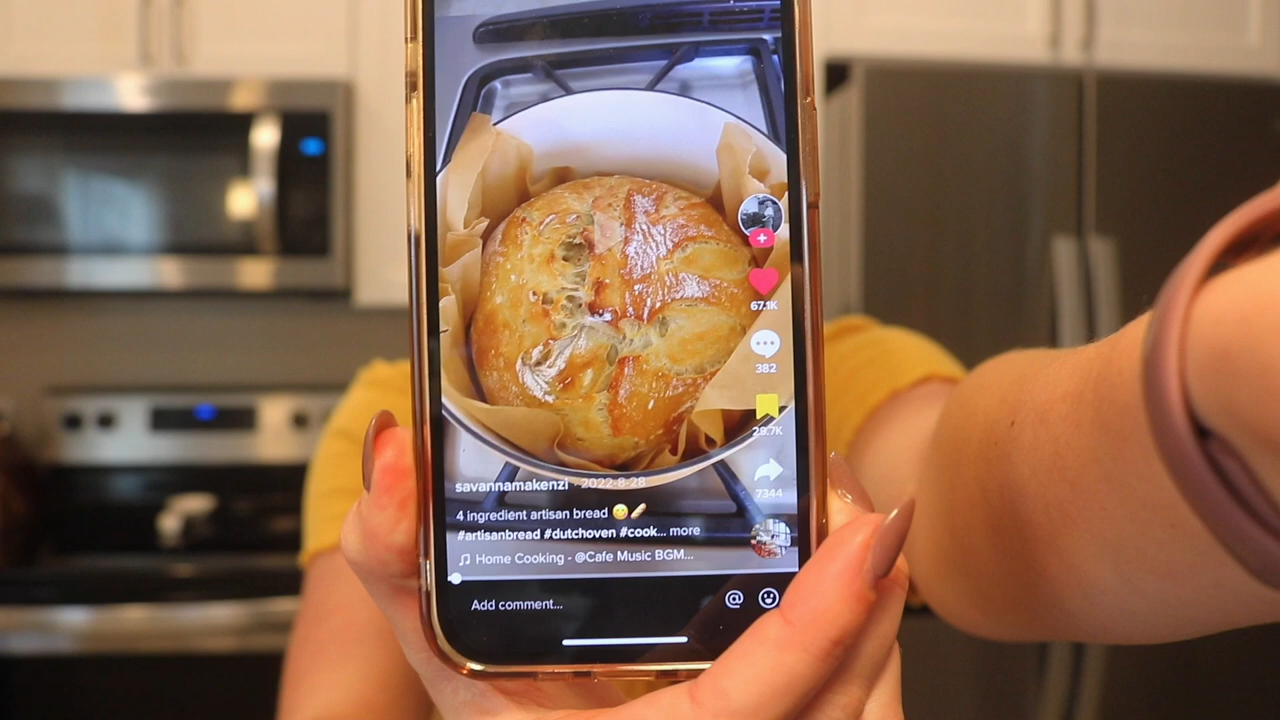 67.1K
382
29.7K
7344
savannamakenzi · 2022-8-28
4 ingredient artisan bread 😋🥖
#artisanbread #dutchoven #cook... more
♫ Home Cooking - @Cafe Music BGM...
Add comment...
@